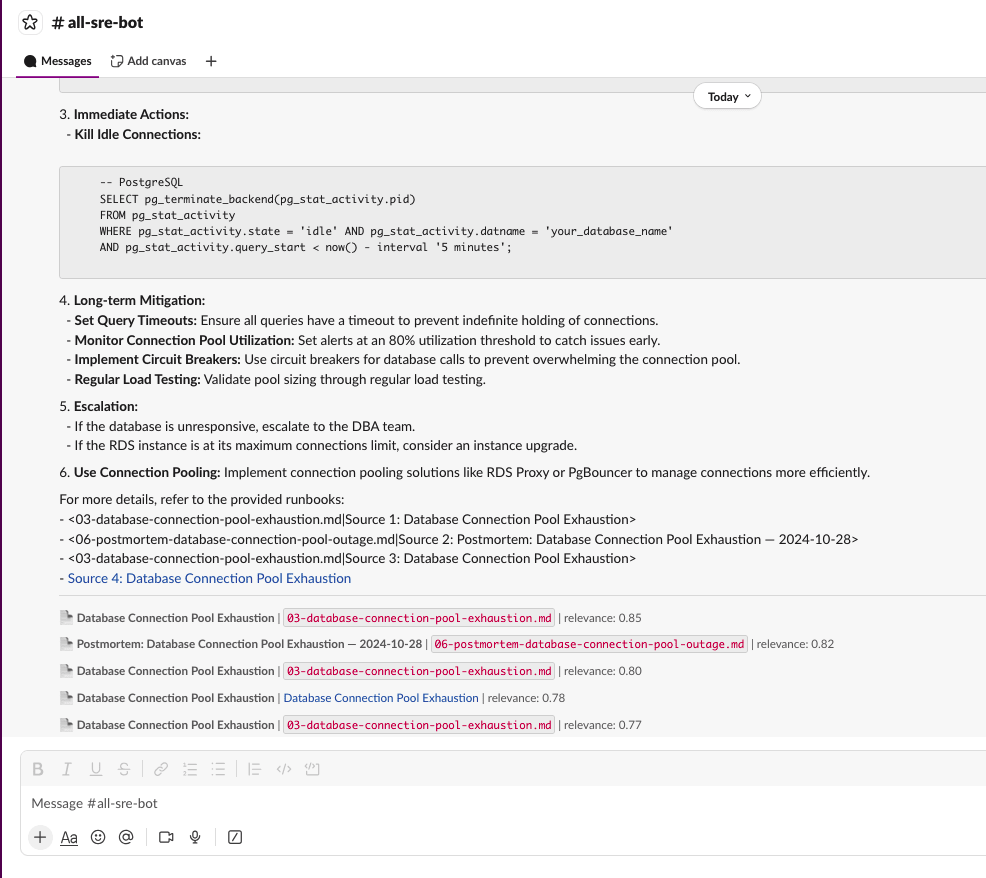 # all-sre-bot
Messages Add canvas
Today
3. Immediate Actions:
- Kill Idle Connections:
-- PostgreSQL
SELECT pg_terminate_backend(pg_stat_activity.pid)
FROM pg_stat_activity
WHERE pg_stat_activity.state = 'idle' AND pg_stat_activity.datname = 'your_database_name'
AND pg_stat_activity.query_start < now() - interval '5 minutes';
4. Long-term Mitigation:
- Set Query Timeouts: Ensure all queries have a timeout to prevent indefinite holding of connections.
- Monitor Connection Pool Utilization: Set alerts at an 80% utilization threshold to catch issues early.
- Implement Circuit Breakers: Use circuit breakers for database calls to prevent overwhelming the connection pool.
- Regular Load Testing: Validate pool sizing through regular load testing.
5. Escalation:
- If the database is unresponsive, escalate to the DBA team.
- If the RDS instance is at its maximum connections limit, consider an instance upgrade.
6. Use Connection Pooling: Implement connection pooling solutions like RDS Proxy or PgBouncer to manage connections more efficiently.
For more details, refer to the provided runbooks:
- <03-database-connection-pool-exhaustion.md|Source 1: Database Connection Pool Exhaustion>
- <06-postmortem-database-connection-pool-outage.md|Source 2: Postmortem: Database Connection Pool Exhaustion — 2024-10-28>
- <03-database-connection-pool-exhaustion.md|Source 3: Database Connection Pool Exhaustion>
- Source 4: Database Connection Pool Exhaustion
Database Connection Pool Exhaustion | 03-database-connection-pool-exhaustion.md | relevance: 0.85
Postmortem: Database Connection Pool Exhaustion — 2024-10-28 | 06-postmortem-database-connection-pool-outage.md | relevance: 0.82
Database Connection Pool Exhaustion | 03-database-connection-pool-exhaustion.md | relevance: 0.80
Database Connection Pool Exhaustion | Database Connection Pool Exhaustion | relevance: 0.78
Database Connection Pool Exhaustion | 03-database-connection-pool-exhaustion.md | relevance: 0.77
B I U S
Message #all-sre-bot
Aa